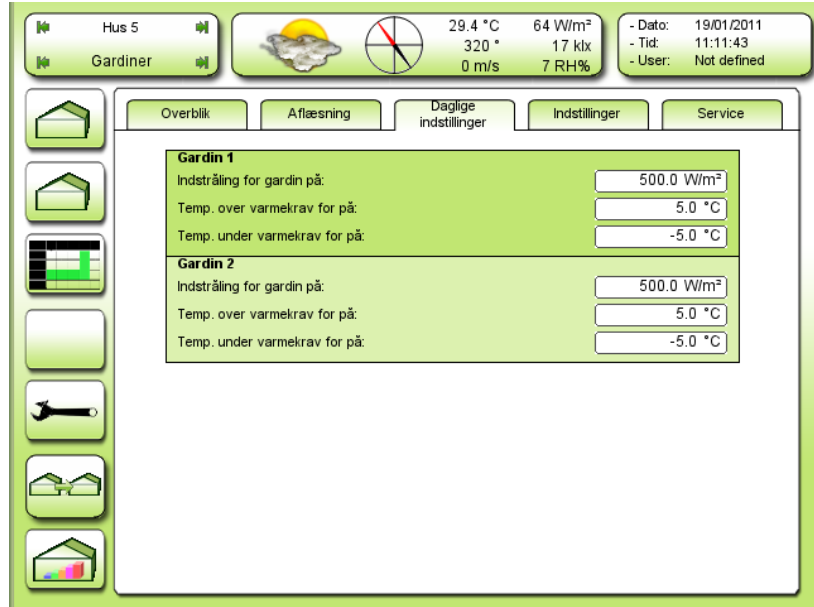 Hus 5
Gardiner
29.4 °C 64 W/m²
320 ° 17 klx
0 m/s 7 RH%
- Dato: 19/01/2011
- Tid: 11:11:43
- User: Not defined
Overblik
Aflæsning
Daglige
indstillinger
Indstillinger
Service
Gardin 1
Indstråling for gardin på: 500.0 W/m²
Temp. over varmekrav for på: 5.0 °C
Temp. under varmekrav for på: -5.0 °C
Gardin 2
Indstråling for gardin på: 500.0 W/m²
Temp. over varmekrav for på: 5.0 °C
Temp. under varmekrav for på: -5.0 °C